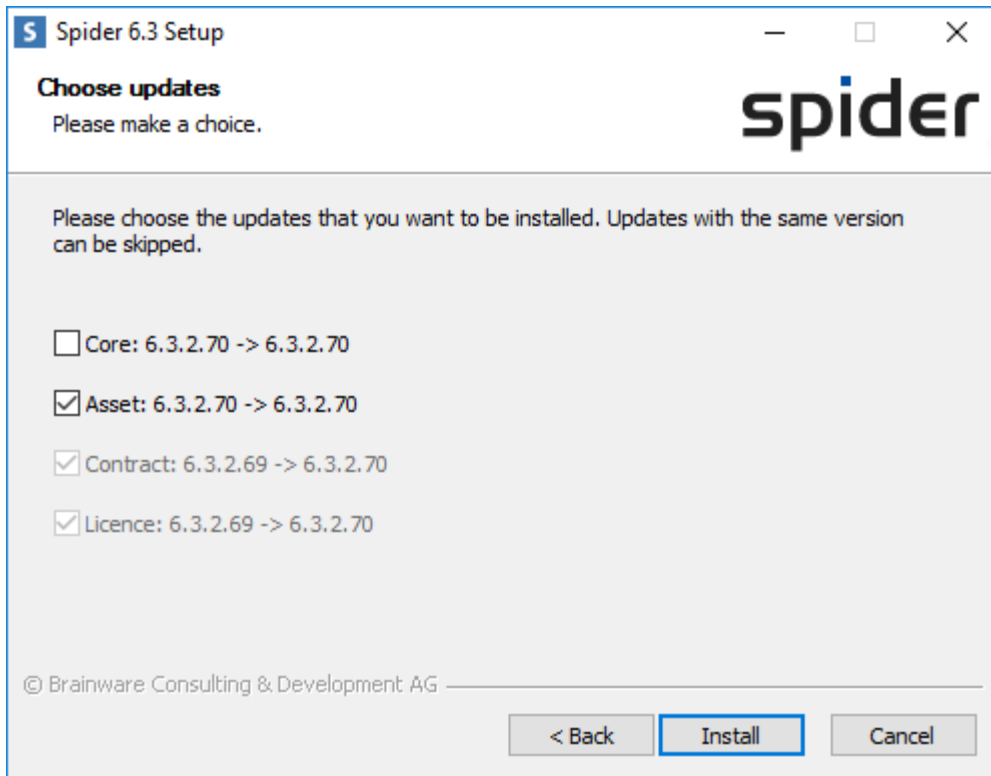 S Spider 6.3 Setup
Choose updates
Please make a choice.
spider
Please choose the updates that you want to be installed. Updates with the same version
can be skipped.
Core: 6.3.2.70 -> 6.3.2.70
Asset: 6.3.2.70 -> 6.3.2.70
Contract: 6.3.2.69 -> 6.3.2.70
Licence: 6.3.2.69 -> 6.3.2.70
© Brainware Consulting & Development AG
< Back Install Cancel